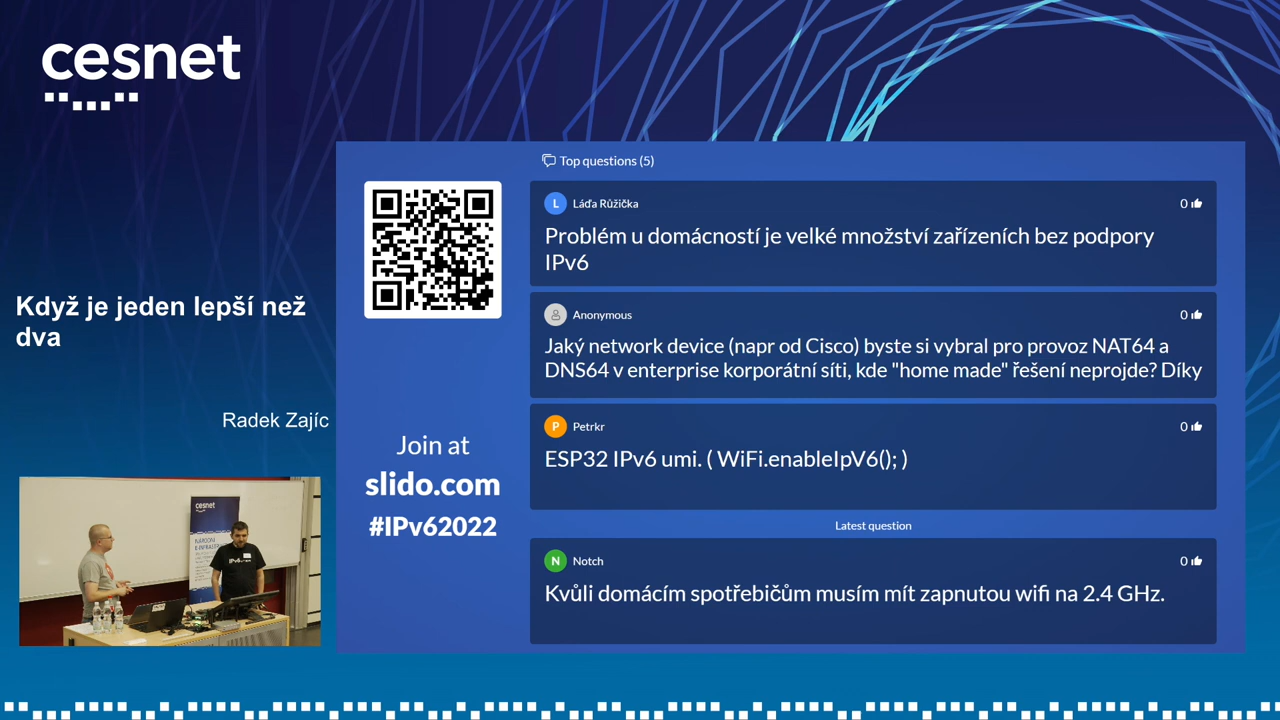 cesnet
Když je jeden lepší než
dva
Radek Zajíc
cesnet
Join at
slido.com
#IPv62022
Top questions (5)
L
Láďa Růžička
0
Problém u domácností je velké množství zařízeních bez podpory
IPv6
Anonymous
0
Jaký network device (napr od Cisco) byste si vybral pro provoz NAT64 a
DNS64 v enterprise korporátní síti, kde "home made" řešení neprojde? Díky
P
Petrkr
0
ESP32 IPv6 umi. ( WiFi.enableIpV6(); )
Latest question
N
Notch
0
Kvůli domácím spotřebičům musím mít zapnutou wifi na 2.4 GHz.